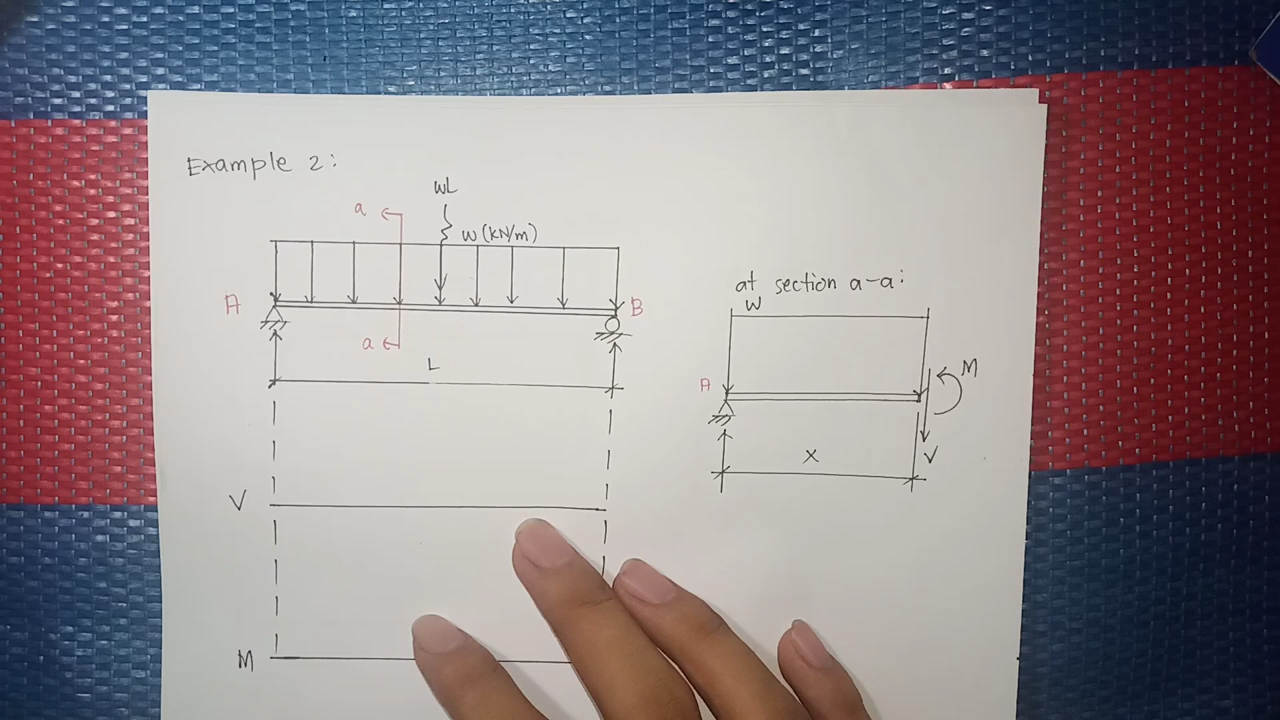 Example 2:
wL
a
w (kN/m)
A
B
a
L
V
M
at section a-a:
w
A
M
x
V